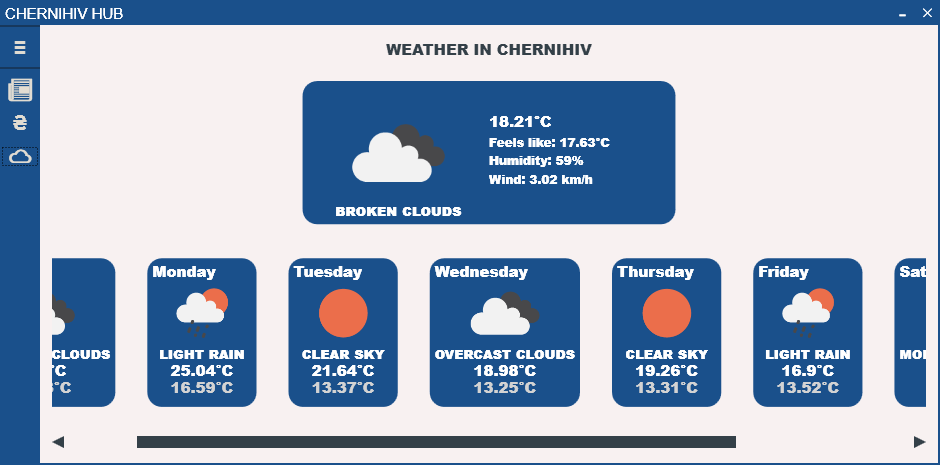 CHERNIHIV HUB
WEATHER IN CHERNIHIV
18.21°C
Feels like: 17.63°C
Humidity: 59%
Wind: 3.02 km/h
BROKEN CLOUDS
Monday
LIGHT RAIN
25.04°C
16.59°C
Tuesday
CLEAR SKY
21.64°C
13.37°C
Wednesday
OVERCAST CLOUDS
18.98°C
13.25°C
Thursday
CLEAR SKY
19.26°C
13.31°C
Friday
LIGHT RAIN
16.9°C
13.52°C
CLOUDS
°C
°C
Sat
₴